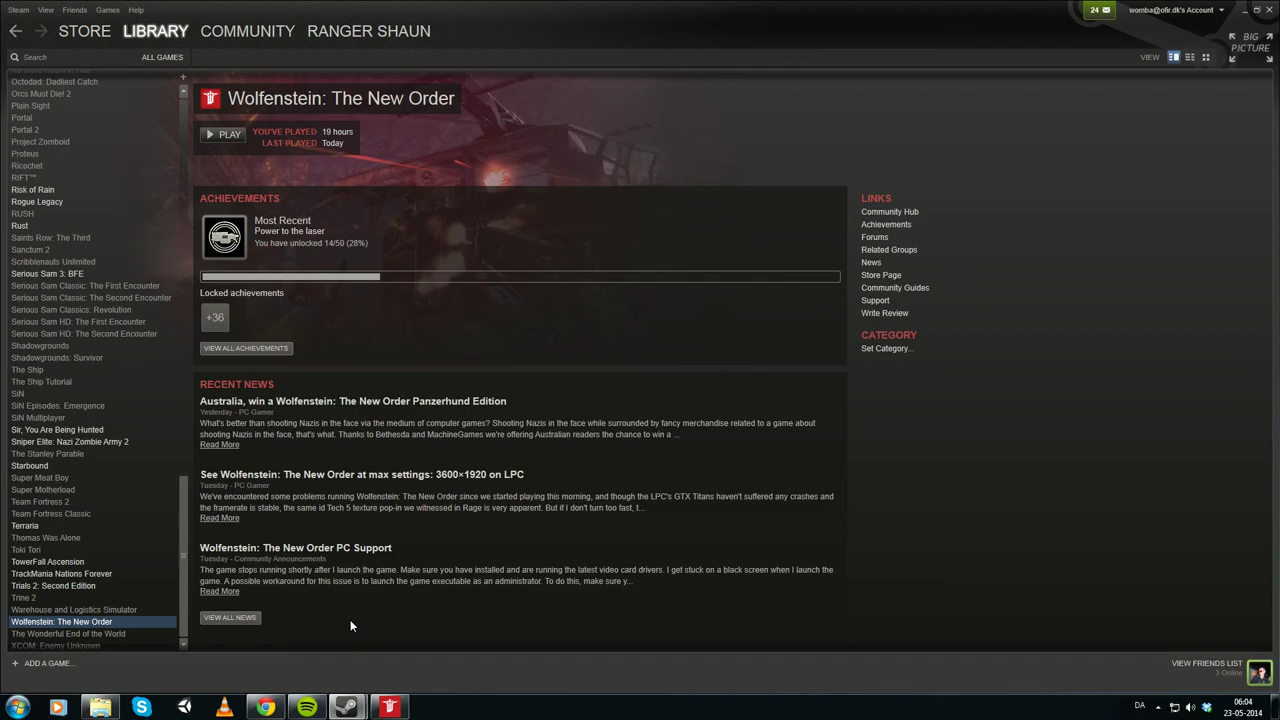 Steam View Friends Games Help
24
womba@ofir.dk's Account
STORE LIBRARY COMMUNITY RANGER SHAUN
BIG PICTURE
Search
ALL GAMES
VIEW
Octodad: Dadliest Catch
Orcs Must Die! 2
Plain Sight
Portal
Portal 2
Project Zomboid
Proteus
Ricochet
RIFT™
Risk of Rain
Rogue Legacy
RUSH
Rust
Saints Row: The Third
Sanctum 2
Scribblenauts Unlimited
Serious Sam 3: BFE
Serious Sam Classic: The First Encounter
Serious Sam Classic: The Second Encounter
Serious Sam Classics: Revolution
Serious Sam HD: The First Encounter
Serious Sam HD: The Second Encounter
Shadowgrounds
Shadowgrounds: Survivor
The Ship
The Ship Tutorial
SiN
SiN Episodes: Emergence
SiN Multiplayer
Sir, You Are Being Hunted
Sniper Elite: Nazi Zombie Army 2
The Stanley Parable
Starbound
Super Meat Boy
Super Motherload
Team Fortress 2
Team Fortress Classic
Terraria
Thomas Was Alone
Toki Tori
TowerFall Ascension
TrackMania Nations Forever
Trials 2: Second Edition
Trine 2
Warehouse and Logistics Simulator
Wolfenstein: The New Order
The Wonderful End of the World
XCOM: Enemy Unknown
+ ADD A GAME...
Wolfenstein: The New Order
PLAY
YOU'VE PLAYED 19 hours
LAST PLAYED Today
ACHIEVEMENTS
Most Recent
Power to the laser
You have unlocked 14/50 (28%)
Locked achievements
+36
VIEW ALL ACHIEVEMENTS
RECENT NEWS
Australia, win a Wolfenstein: The New Order Panzerhund Edition
Yesterday - PC Gamer
What's better than shooting Nazis in the face via the medium of computer games? Shooting Nazis in the face while surrounded by fancy merchandise related to a game about
shooting Nazis in the face, that's what. Thanks to Bethesda and MachineGames we're offering Australian readers the chance to win a ...
Read More
See Wolfenstein: The New Order at max settings: 3600×1920 on LPC
Tuesday - PC Gamer
We've encountered some problems running Wolfenstein: The New Order since we started playing this morning, and though the LPC's GTX Titans haven't suffered any crashes and
the framerate is stable, the same id Tech 5 texture pop-in we witnessed in Rage is very apparent. But if I don't turn too fast, t...
Read More
Wolfenstein: The New Order PC Support
Tuesday - Community Announcements
The game stops running shortly after I launch the game. Make sure you have installed and are running the latest video card drivers. I get stuck on a black screen when I launch the
game. A possible workaround for this issue is to launch the game executable as an administrator. To do this, make sure y...
Read More
VIEW ALL NEWS
LINKS
Community Hub
Achievements
Forums
Related Groups
News
Store Page
Community Guides
Support
Write Review
CATEGORY
Set Category...
VIEW FRIENDS LIST
3 Online
DA
06:04
23-05-2014